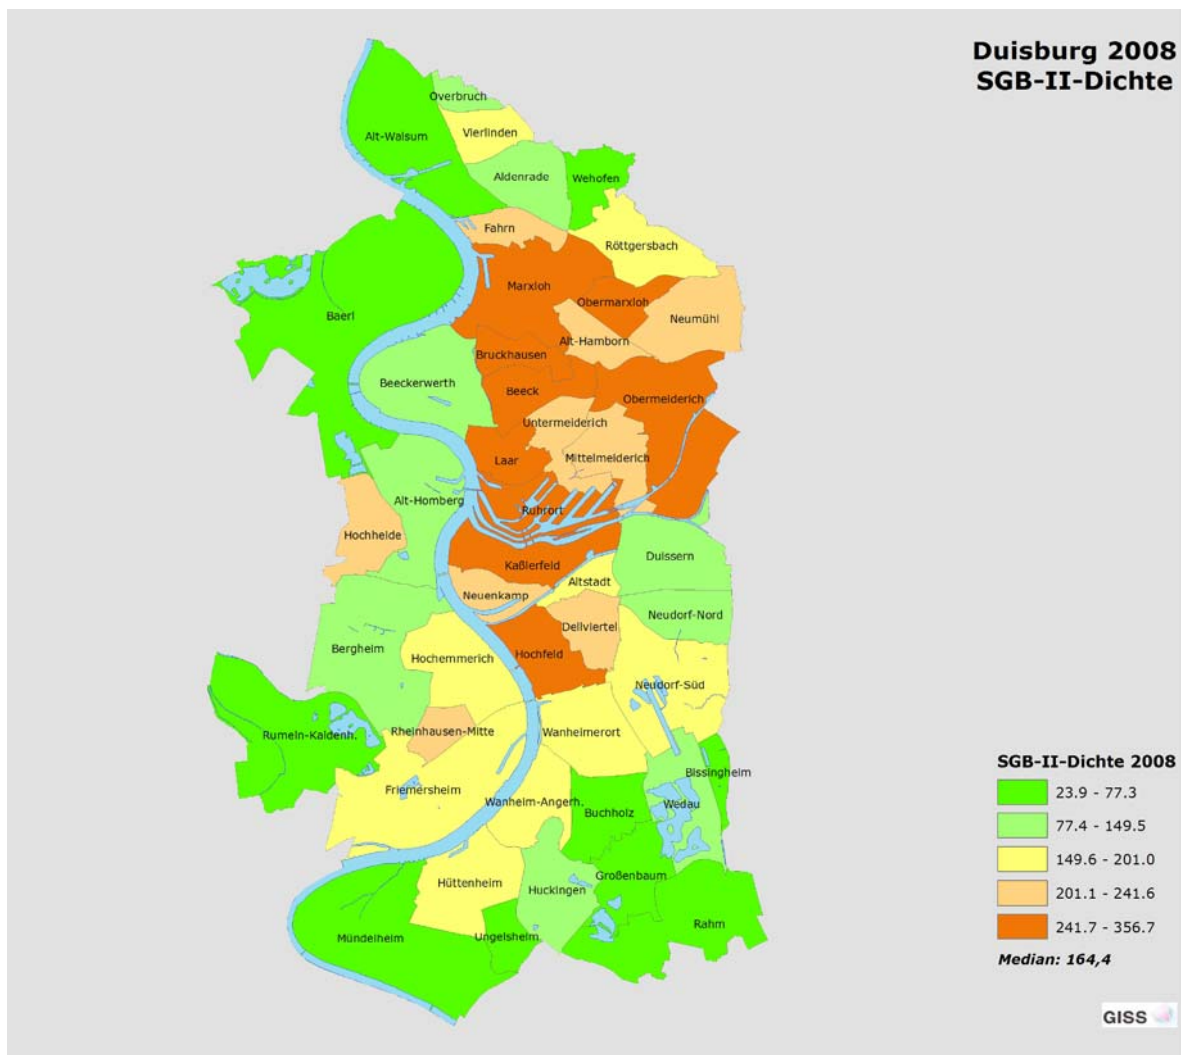 Duisburg 2008
SGB-II-Dichte
Overbruch
Vierlinden
Alt-Walsum
Aldenrade
Wehofen
Fahrn
Röttgersbach
Marxloh
Obermarxloh
Neumühl
Baerl
Alt-Hamborn
Bruckhausen
Beeckerwerth
Beeck
Obermeiderich
Untermeiderich
Laar
Mittelmeiderich
Alt-Homberg
Ruhrort
Hochheide
Kaßlerfeld
Duissern
Altstadt
Neuenkamp
Neudorf-Nord
Dellviertel
Bergheim
Hochemmerich
Hochfeld
Neudorf-Süd
Rumeln-Kaldenh.
Rheinhausen-Mitte
Wanheimerort
Bissingheim
Friemersheim
Wanheim-Angerh.
Buchholz
Wedau
Großenbaum
Hüttenheim
Huckingen
Rahm
Mündelheim
Ungelsheim
SGB-II-Dichte 2008
23.9 - 77.3
77.4 - 149.5
149.6 - 201.0
201.1 - 241.6
241.7 - 356.7
Median: 164,4
GISS